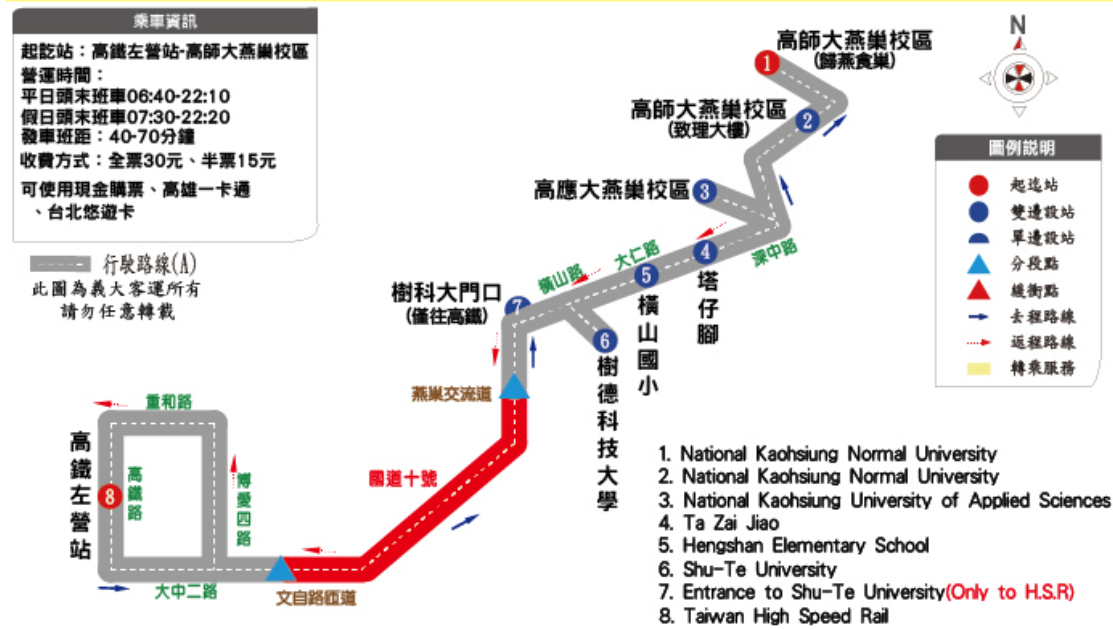 乘車資訊
起訖站：高鐵左營站-高師大燕巢校區
營運時間：
平日頭末班車06:40-22:10
假日頭末班車07:30-22:20
發車班距：40-70分鐘
收費方式：全票30元、半票15元
可使用現金購票、高雄一卡通
、台北悠遊卡
行駛路線(A)
此圖為義大客運所有
請勿任意轉載
高師大燕巢校區
(歸燕食巢)
1
高師大燕巢校區
(致理大樓)
2
高應大燕巢校區
3
深中路
4
塔仔腳
大仁路
5
橫山國小
橫山路
6
樹德科技大學
樹科大門口
(僅往高鐵)
7
燕巢交流道
國道十號
文自路匝道
大中二路
博愛四路
重和路
高鐵路
8
高鐵左營站
N
圖例説明
起迄站
雙邊設站
單邊設站
分段點
緩衝點
去程路線
返程路線
轉乘服務
1. National Kaohsiung Normal University
2. National Kaohsiung Normal University
3. National Kaohsiung University of Applied Sciences
4. Ta Zai Jiao
5. Hengshan Elementary School
6. Shu-Te University
7. Entrance to Shu-Te University(Only to H.S.R)
8. Taiwan High Speed Rail